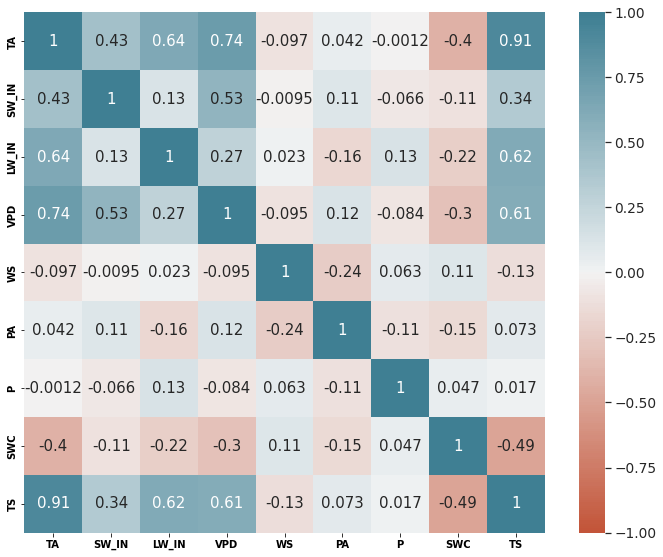 TA 1 0.43 0.64 0.74 -0.097 0.042 -0.0012 -0.4 0.91
SW_IN 0.43 1 0.13 0.53 -0.0095 0.11 -0.066 -0.11 0.34
LW_IN 0.64 0.13 1 0.27 0.023 -0.16 0.13 -0.22 0.62
VPD 0.74 0.53 0.27 1 -0.095 0.12 -0.084 -0.3 0.61
WS -0.097 -0.0095 0.023 -0.095 1 -0.24 0.063 0.11 -0.13
PA 0.042 0.11 -0.16 0.12 -0.24 1 -0.11 -0.15 0.073
P -0.0012 -0.066 0.13 -0.084 0.063 -0.11 1 0.047 0.017
SWC -0.4 -0.11 -0.22 -0.3 0.11 -0.15 0.047 1 -0.49
TS 0.91 0.34 0.62 0.61 -0.13 0.073 0.017 -0.49 1
TA SW_IN LW_IN VPD WS PA P SWC TS
1.00
0.75
0.50
0.25
0.00
−0.25
−0.50
−0.75
−1.00